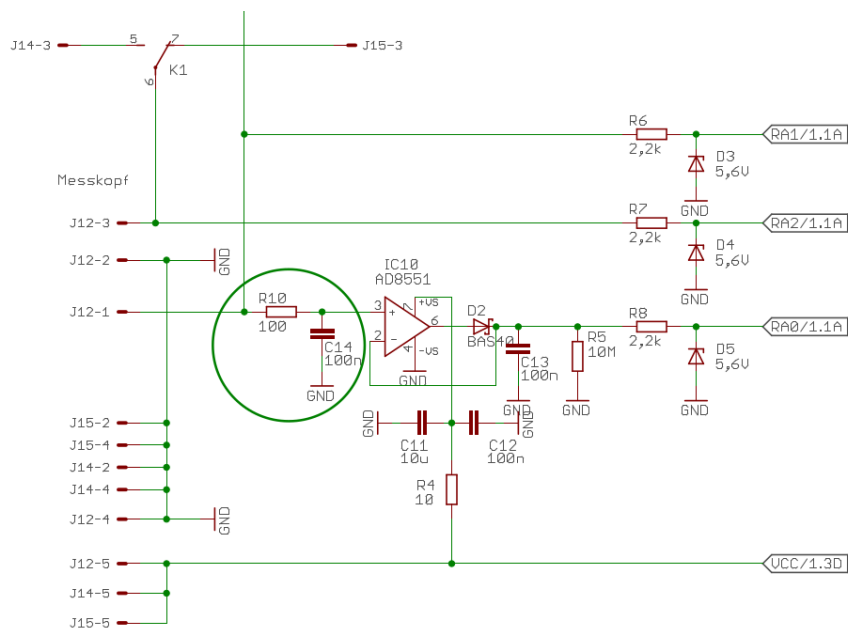 J14-3
5
7
J15-3
K1
6
R6
2,2k
RA1/1.1A
D3
5,6V
GND
Messkopf
J12-3
R7
2,2k
RA2/1.1A
D4
5,6V
GND
J12-2
GND
IC10
AD8551
J12-1
R10
100
C14
100n
GND
3
+
2
-
7
+VS
6
4
-VS
GND
D2
BAS40
C13
100n
GND
R5
10M
GND
R8
2,2k
RA0/1.1A
D5
5,6V
GND
J15-2
J15-4
J14-2
J14-4
J12-4
GND
GND
C11
10u
C12
100n
GND
R4
10
J12-5
VCC/1.3D
J14-5
J15-5